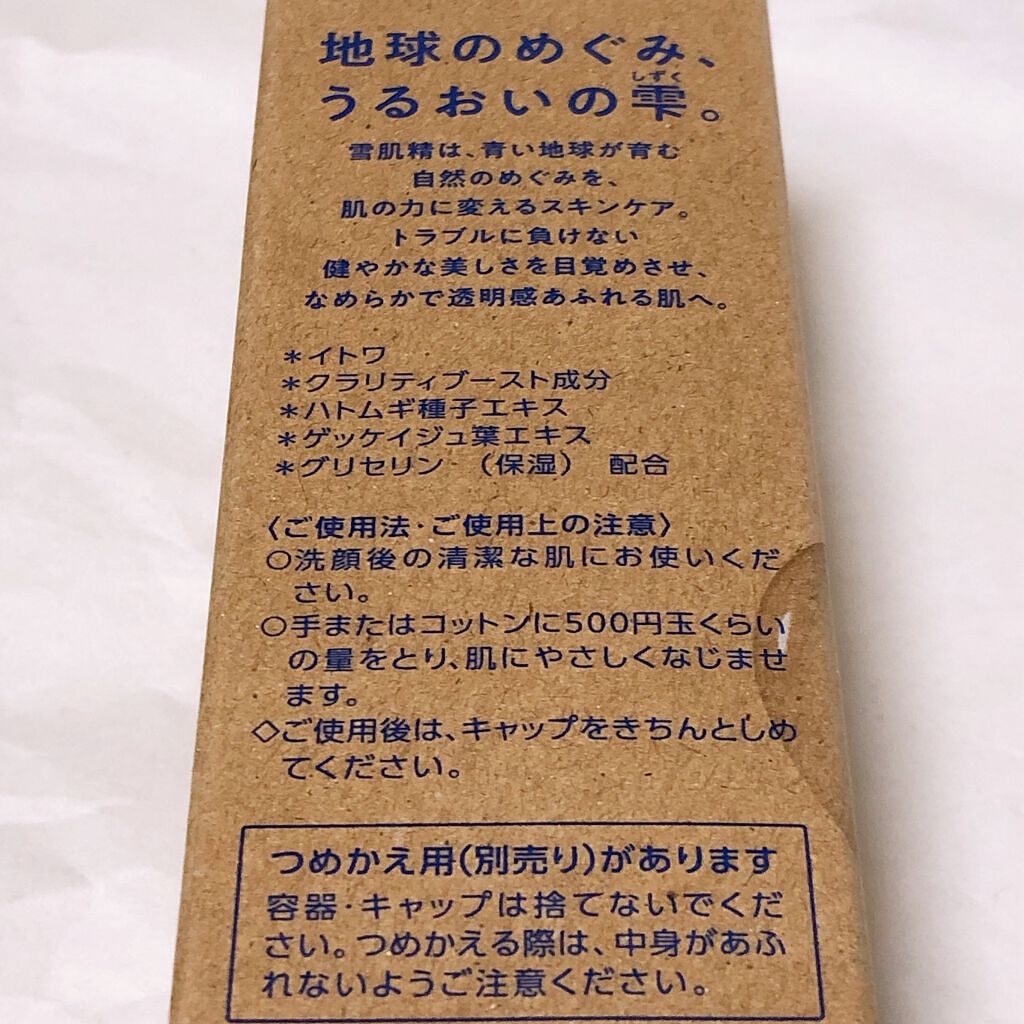 地球のめぐみ、
しずく
うるおいの雫。
雪肌精は、青い地球が育む
自然のめぐみを、
肌の力に変えるスキンケア。
トラブルに負けない
健やかな美しさを目覚めさせ、
なめらかで透明感あふれる肌へ。
＊イトワ
＊クラリティブースト成分
＊ハトムギ種子エキス
＊ゲッケイジュ葉エキス
＊グリセリン （保湿） 配合
〈ご使用法・ご使用上の注意〉
○洗顔後の清潔な肌にお使いくだ
さい。
○手またはコットンに500円玉くらい
の量をとり、肌にやさしくなじませ
ます。
◇ご使用後は、キャップをきちんとしめ
てください。
つめかえ用(別売り)があります
容器・キャップは捨てないでくだ
さい。つめかえる際は、中身があふ
れないようご注意ください。